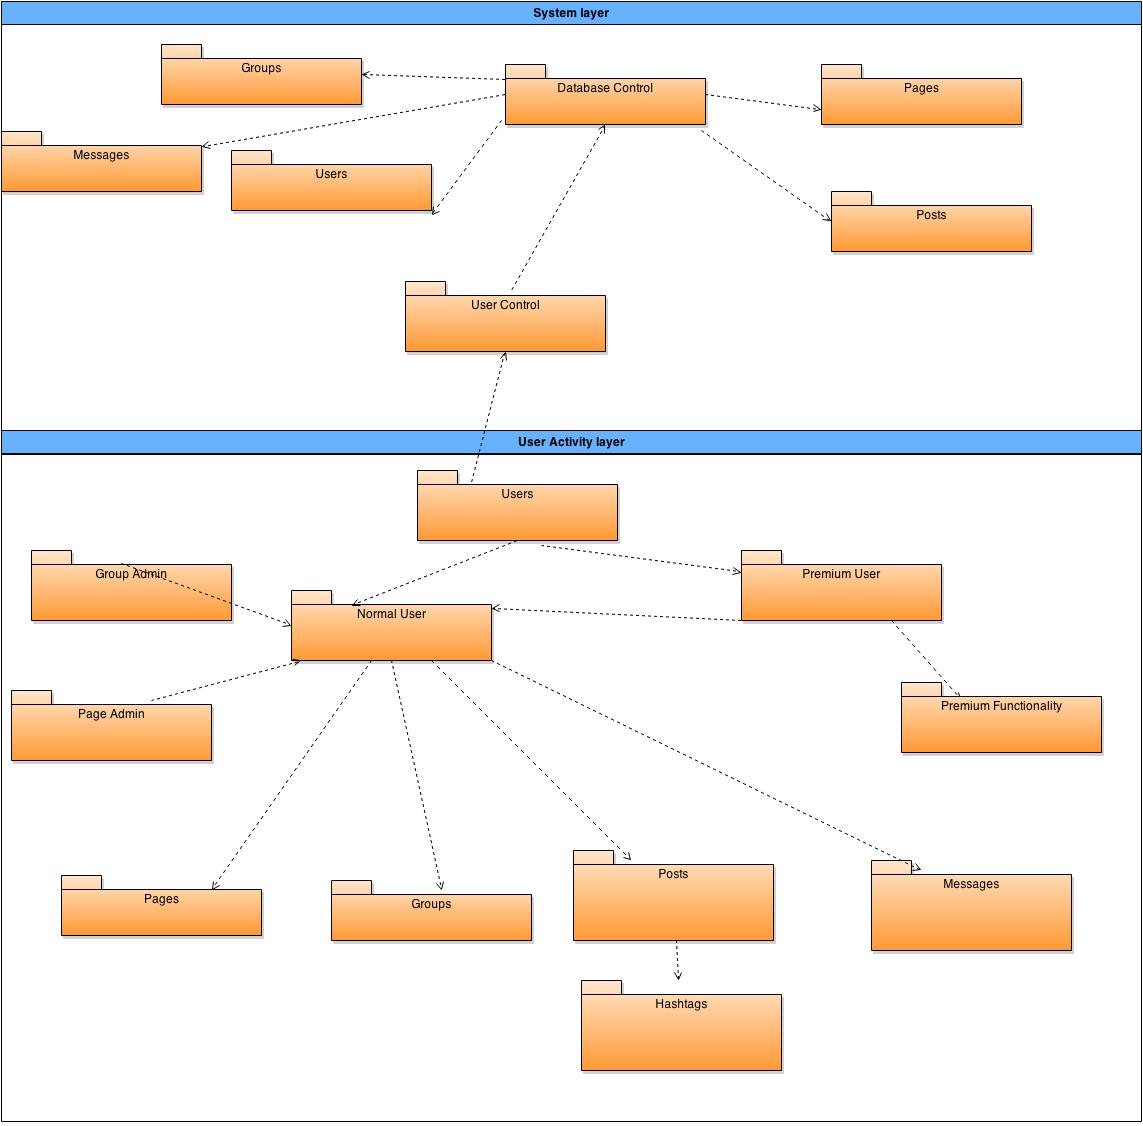 System layer
Groups
Database Control
Pages
Messages
Users
Posts
User Control
User Activity layer
Users
Group Admin
Premium User
Normal User
Page Admin
Premium Functionality
Pages
Groups
Posts
Messages
Hashtags